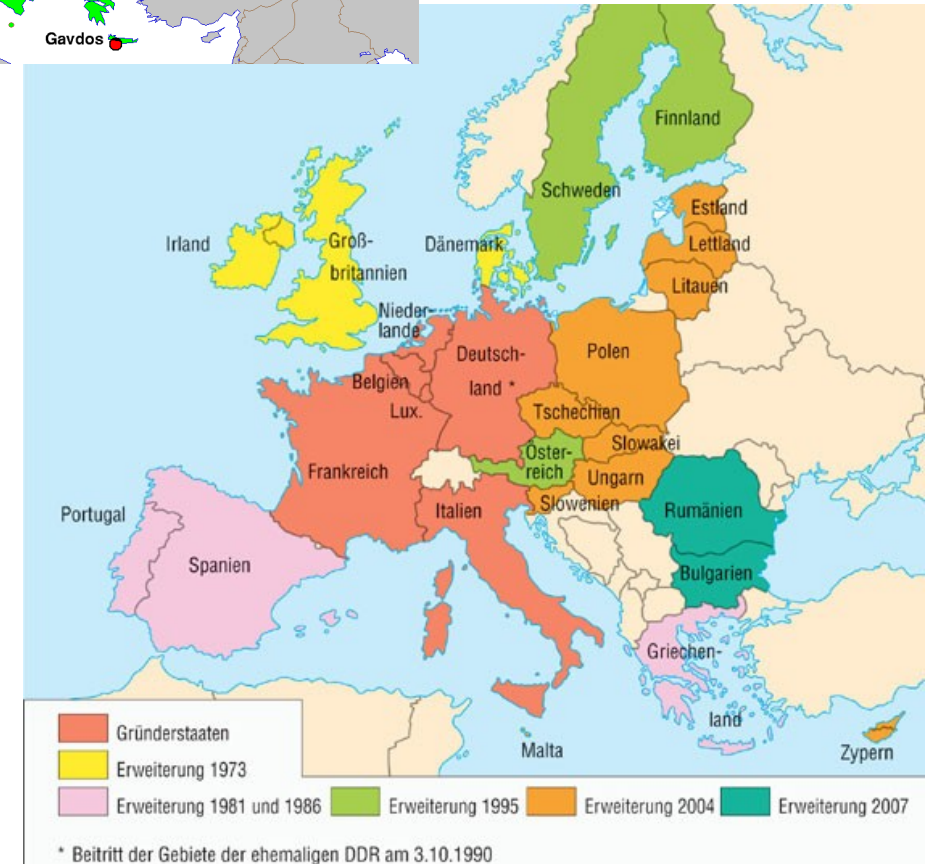 Gavdos
Finnland
Schweden
Estland
Lettland
Litauen
Irland
Groß-
britannien
Dänemark
Nieder-
lande
Belgien
Lux.
Deutsch-
land *
Polen
Tschechien
Slowakei
Öster-
reich
Ungarn
Slowenien
Frankreich
Italien
Rumänien
Bulgarien
Portugal
Spanien
Griechen-
land
Malta
Zypern
Gründerstaaten
Erweiterung 1973
Erweiterung 1981 und 1986
Erweiterung 1995
Erweiterung 2004
Erweiterung 2007
* Beitritt der Gebiete der ehemaligen DDR am 3.10.1990